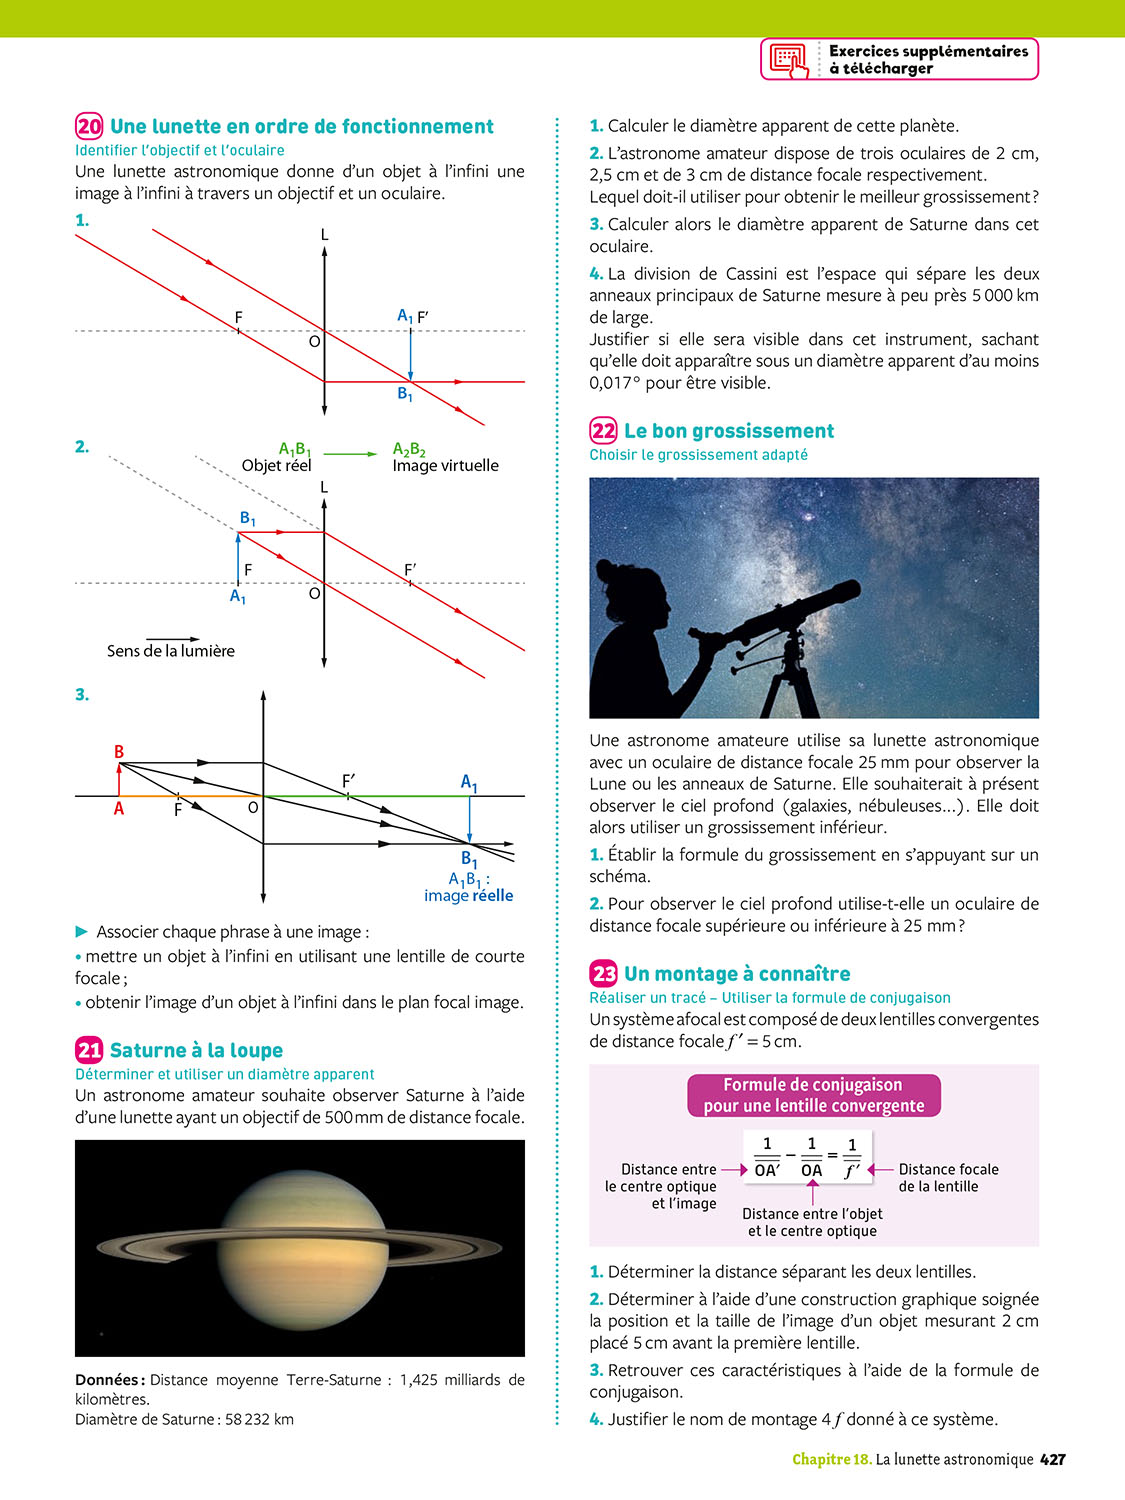 Exercices supplémentaires
à télécharger
20 Une lunette en ordre de fonctionnement
Identifier l'objectif et l'oculaire
Une lunette astronomique donne d'un objet à l'infini une
image à l'infini à travers un objectif et un oculaire.
1.
L
F
A1 F′
O
B1
2.
A1B1
A2B2
Objet réel
Image virtuelle
L
B1
F
F′
A1
O
Sens de la lumière
3.
B
F′
A1
A
F
O
B1
A1B1 :
image réelle
► Associer chaque phrase à une image :
• mettre un objet à l'infini en utilisant une lentille de courte
focale ;
• obtenir l'image d'un objet à l'infini dans le plan focal image.
21 Saturne à la loupe
Déterminer et utiliser un diamètre apparent
Un astronome amateur souhaite observer Saturne à l'aide
d'une lunette ayant un objectif de 500 mm de distance focale.
Données : Distance moyenne Terre-Saturne : 1,425 milliards de
kilomètres.
Diamètre de Saturne : 58 232 km
1. Calculer le diamètre apparent de cette planète.
2. L'astronome amateur dispose de trois oculaires de 2 cm,
2,5 cm et de 3 cm de distance focale respectivement.
Lequel doit-il utiliser pour obtenir le meilleur grossissement ?
3. Calculer alors le diamètre apparent de Saturne dans cet
oculaire.
4. La division de Cassini est l'espace qui sépare les deux
anneaux principaux de Saturne mesure à peu près 5 000 km
de large.
Justifier si elle sera visible dans cet instrument, sachant
qu'elle doit apparaître sous un diamètre apparent d'au moins
0,017° pour être visible.
22 Le bon grossissement
Choisir le grossissement adapté
Une astronome amateure utilise sa lunette astronomique
avec un oculaire de distance focale 25 mm pour observer la
Lune ou les anneaux de Saturne. Elle souhaiterait à présent
observer le ciel profond (galaxies, nébuleuses...). Elle doit
alors utiliser un grossissement inférieur.
1. Établir la formule du grossissement en s'appuyant sur un
schéma.
2. Pour observer le ciel profond utilise-t-elle un oculaire de
distance focale supérieure ou inférieure à 25 mm ?
23 Un montage à connaître
Réaliser un tracé – Utiliser la formule de conjugaison
Un système afocal est composé de deux lentilles convergentes
de distance focale f′ = 5 cm.
Formule de conjugaison
pour une lentille convergente
1/OA′ – 1/OA = 1/f′
Distance entre
le centre optique
et l'image
Distance focale
de la lentille
Distance entre l'objet
et le centre optique
1. Déterminer la distance séparant les deux lentilles.
2. Déterminer à l'aide d'une construction graphique soignée
la position et la taille de l'image d'un objet mesurant 2 cm
placé 5 cm avant la première lentille.
3. Retrouver ces caractéristiques à l'aide de la formule de
conjugaison.
4. Justifier le nom de montage 4 f donné à ce système.
Chapitre 18. La lunette astronomique 427